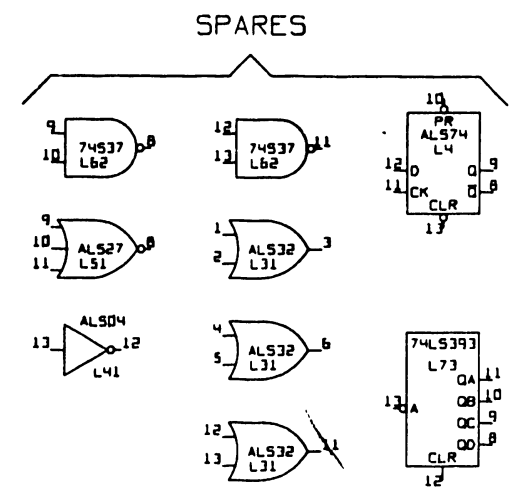 SPARES
9
10
74S37
L62
8
12
13
74S37
L62
11
10
PR
ALS74
L4
12 D
Q 9
11 CK
Q 8
CLR
13
9
10
11
ALS27
L51
8
1
2
ALS32
L31
3
ALS04
13
12
L41
4
5
ALS32
L31
6
74LS393
L73
13 A
QA 11
QB 10
QC 9
QD 8
CLR
12
12
13
ALS32
L31
11